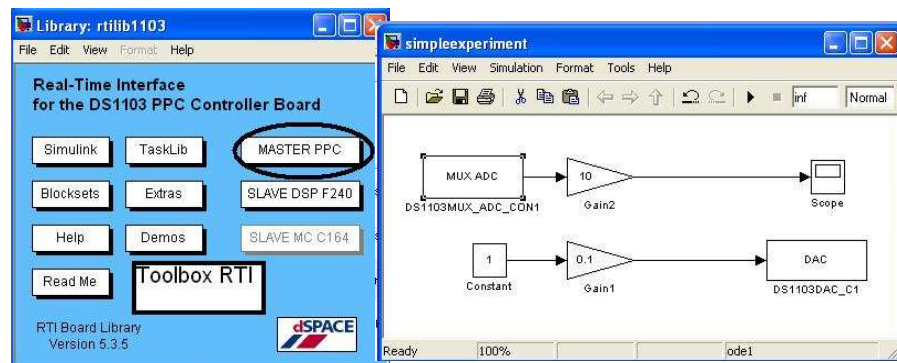 Library: rtilib1103
File Edit View Format Help
Real-Time Interface
for the DS1103 PPC Controller Board
Simulink TaskLib MASTER PPC
Blocksets Extras SLAVE DSP F240
Help Demos SLAVE MC C164
Read Me Toolbox RTI
RTI Board Library
Version 5.3.5
dSPACE
simpleexperiment
File Edit View Simulation Format Tools Help
inf Normal
MUX ADC 10
DS1103MUX_ADC_CON1 Gain2 Scope
1 0.1 DAC
Constant Gain1 DS1103DAC_C1
Ready 100% ode1